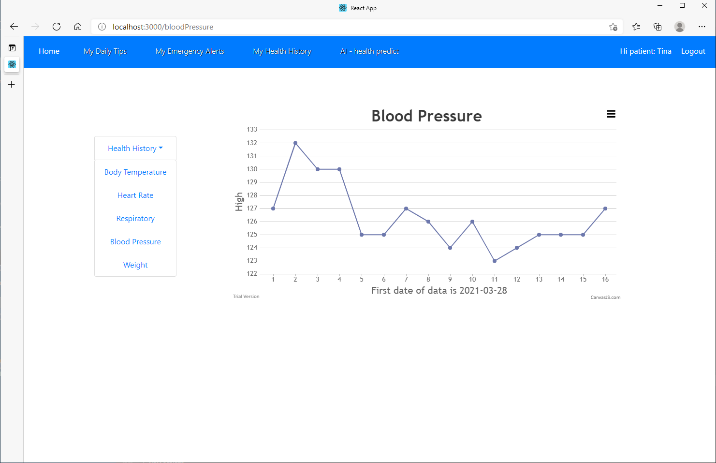 React App
localhost:3000/bloodPressure
Home My Daily Tips My Emergency Alerts My Health History AI - health predict Hi patient: Tina Logout
Blood Pressure
Health History
Body Temperature
Heart Rate
Respiratory
Blood Pressure
Weight
High
133
132
131
130
129
128
127
126
125
124
123
122
1 2 3 4 5 6 7 8 9 10 11 12 13 14 15 16
First date of data is 2021-03-28
Trial Version
CanvasJS.com